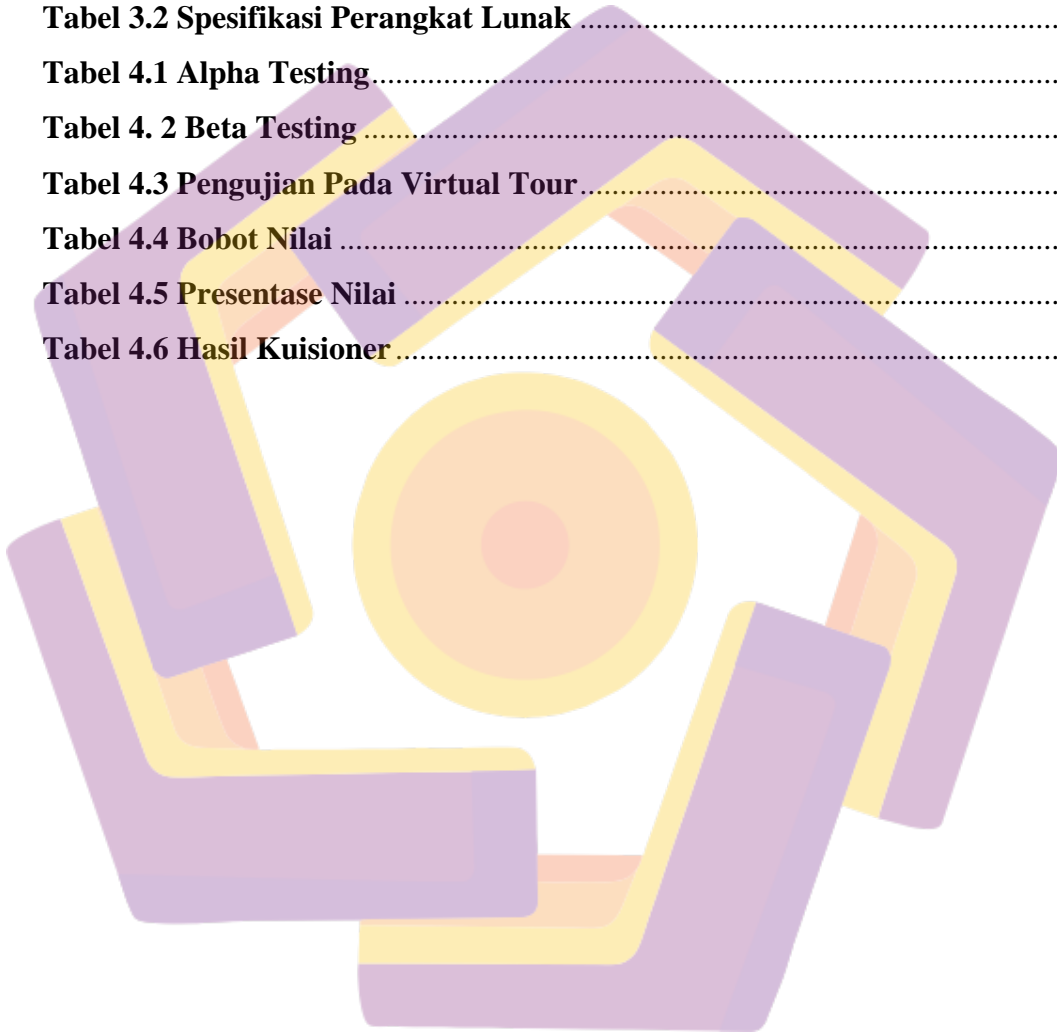 Tabel 3.2 Spesifikasi Perangkat Lunak ..........................................................
Tabel 4.1 Alpha Testing..........................................................................................
Tabel 4. 2 Beta Testing ...........................................................................................
Tabel 4.3 Pengujian Pada Virtual Tour..........................................................
Tabel 4.4 Bobot Nilai ..............................................................................................
Tabel 4.5 Presentase Nilai .....................................................................................
Tabel 4.6 Hasil Kuisioner .......................................................................................